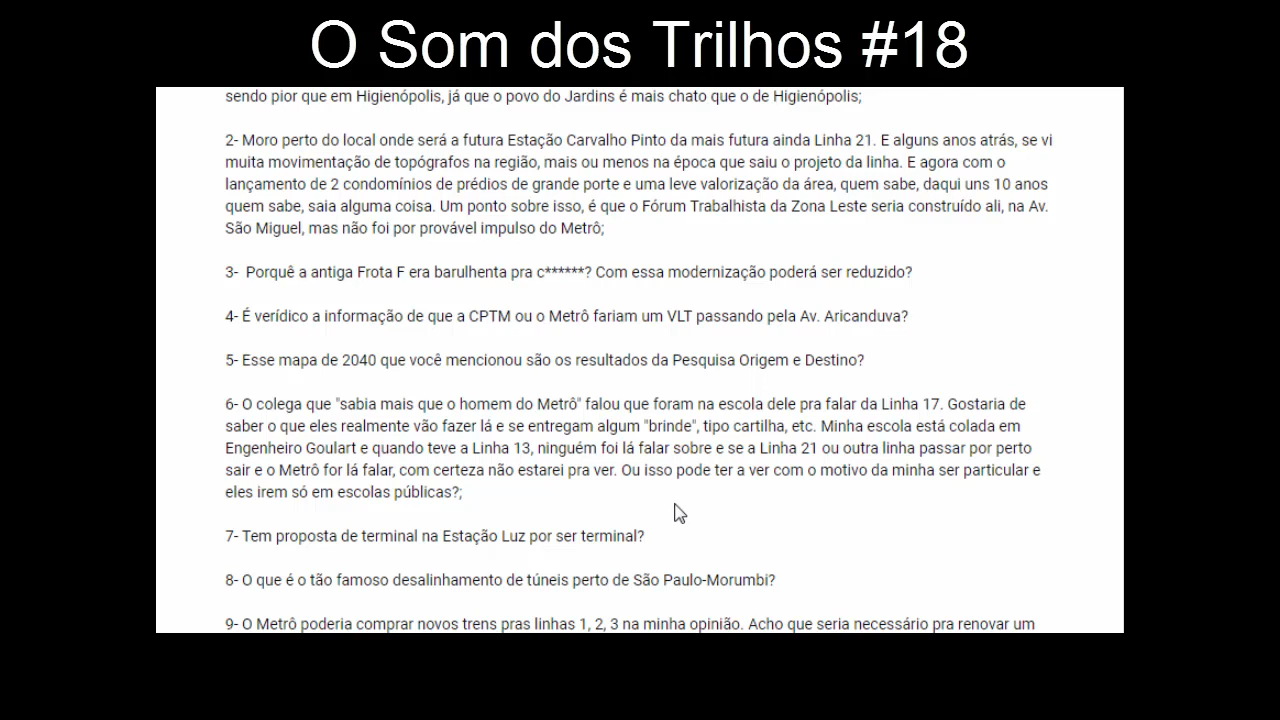 O Som dos Trilhos #18
sendo pior que em Higienópolis, já que o povo do Jardins é mais chato que o de Higienópolis;
2- Moro perto do local onde será a futura Estação Carvalho Pinto da mais futura ainda Linha 21. E alguns anos atrás, se vi
muita movimentação de topógrafos na região, mais ou menos na época que saiu o projeto da linha. E agora com o
lançamento de 2 condomínios de prédios de grande porte e uma leve valorização da área, quem sabe, daqui uns 10 anos
quem sabe, saia alguma coisa. Um ponto sobre isso, é que o Fórum Trabalhista da Zona Leste seria construído ali, na Av.
São Miguel, mas não foi por provável impulso do Metrô;
3-  Porquê a antiga Frota F era barulhenta pra c******? Com essa modernização poderá ser reduzido?
4- É verídico a informação de que a CPTM ou o Metrô fariam um VLT passando pela Av. Aricanduva?
5- Esse mapa de 2040 que você mencionou são os resultados da Pesquisa Origem e Destino?
6- O colega que "sabia mais que o homem do Metrô" falou que foram na escola dele pra falar da Linha 17. Gostaria de
saber o que eles realmente vão fazer lá e se entregam algum "brinde", tipo cartilha, etc. Minha escola está colada em
Engenheiro Goulart e quando teve a Linha 13, ninguém foi lá falar sobre e se a Linha 21 ou outra linha passar por perto
sair e o Metrô for lá falar, com certeza não estarei pra ver. Ou isso pode ter a ver com o motivo da minha ser particular e
eles irem só em escolas públicas?;
7- Tem proposta de terminal na Estação Luz por ser terminal?
8- O que é o tão famoso desalinhamento de túneis perto de São Paulo-Morumbi?
9- O Metrô poderia comprar novos trens pras linhas 1, 2, 3 na minha opinião. Acho que seria necessário pra renovar um